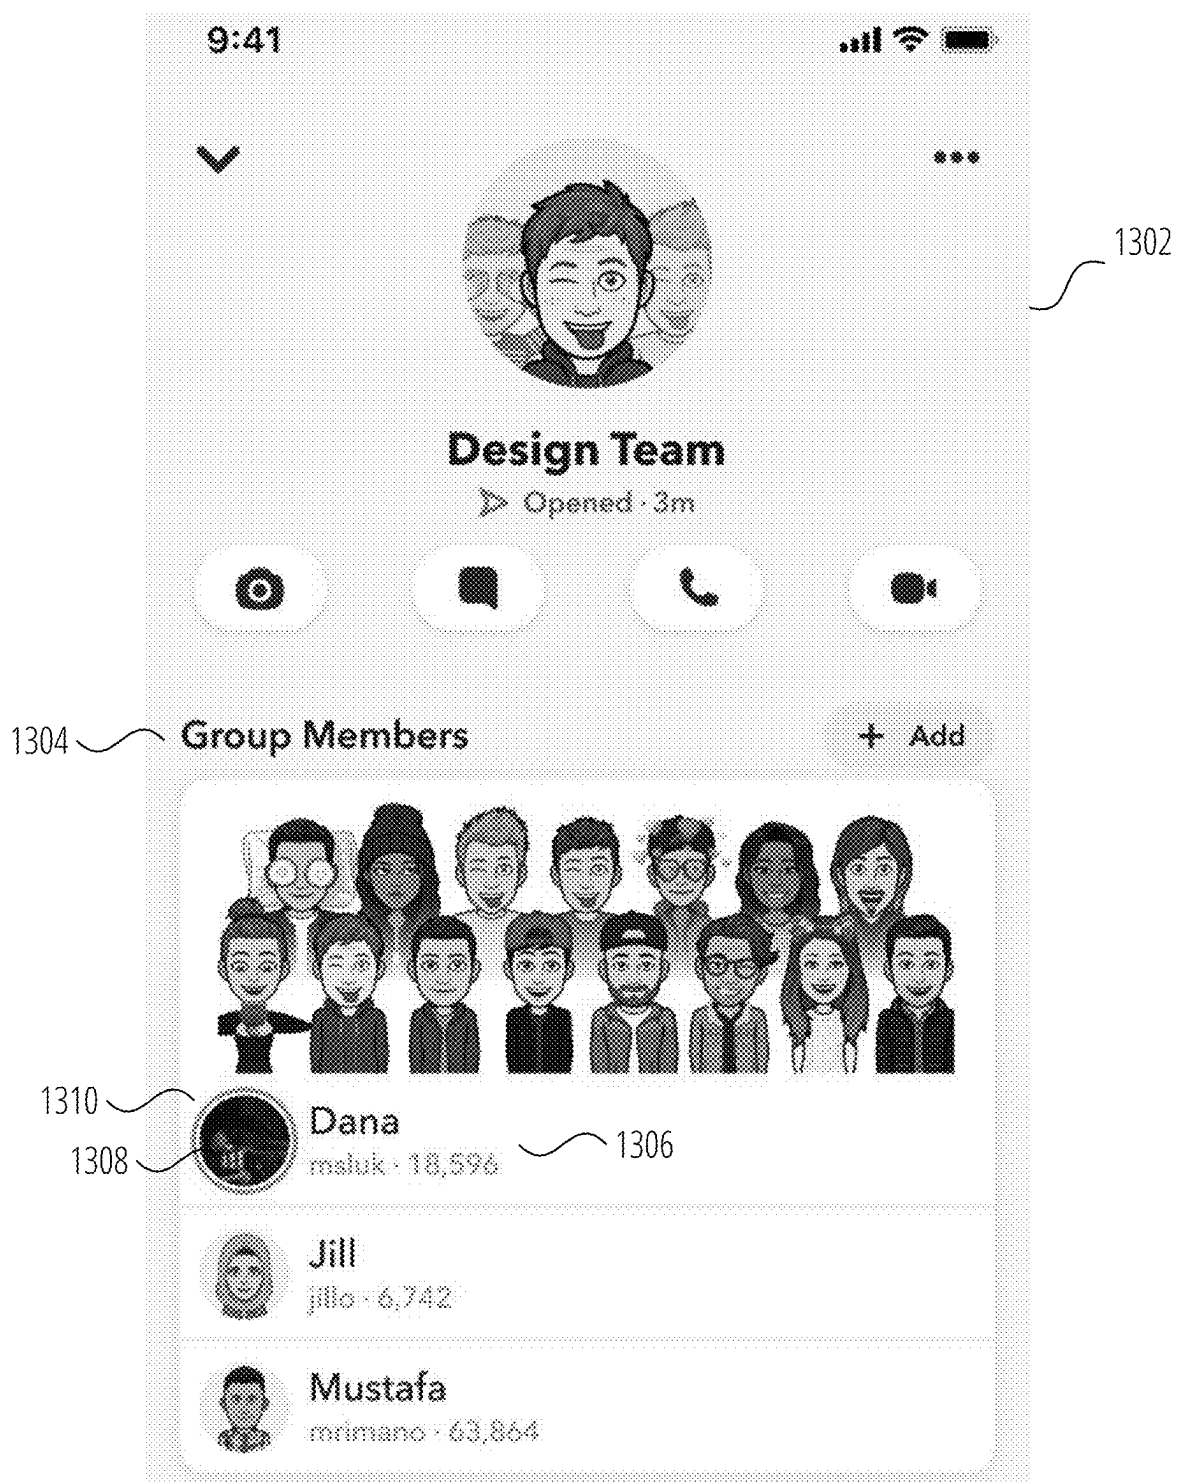 9:41
1302
Design Team
Opened · 3m
1304
Group Members
+ Add
1310
Dana
1308
msluk · 18,596
1306
Jill
jillo · 6,742
Mustafa
mrimano · 63,864